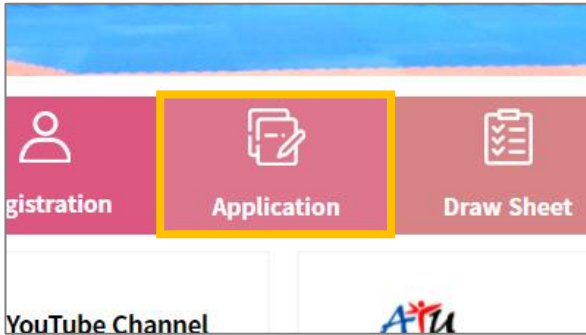 gistration
Application
Draw Sheet
YouTube Channel
ATU